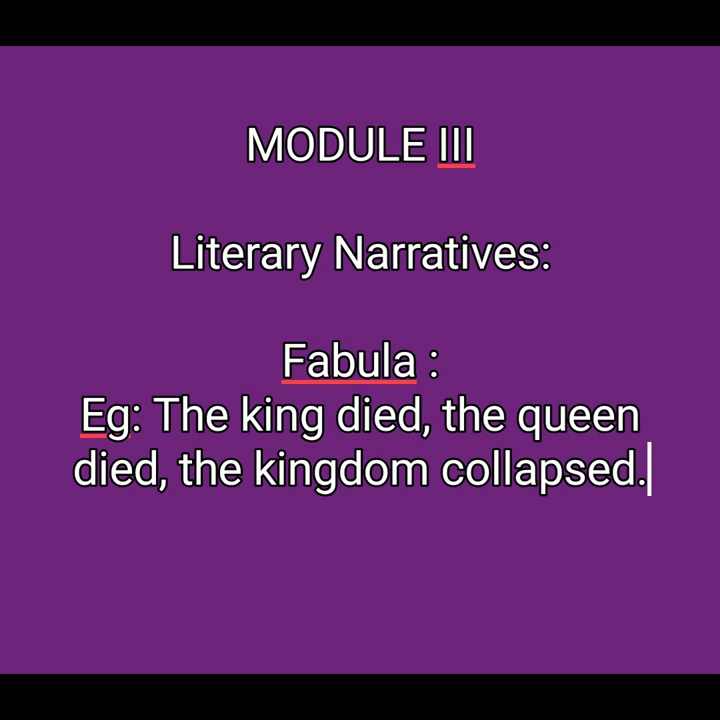 MODULE III
Literary Narratives:
Fabula :
Eg: The king died, the queen
died, the kingdom collapsed.